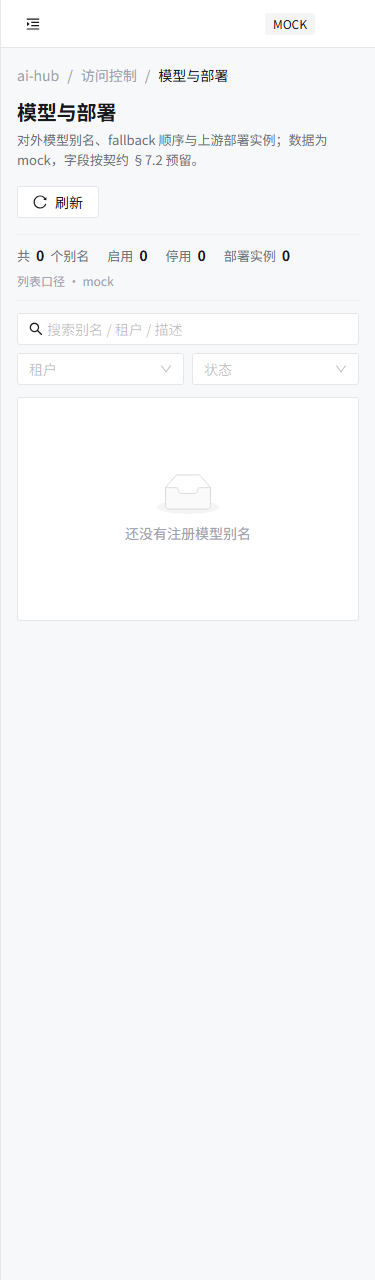 MOCK
ai-hub / 访问控制 / 模型与部署
模型与部署
对外模型别名、fallback 顺序与上游部署实例；数据为
mock，字段按契约 §7.2 预留。
刷新
共 0 个别名 启用 0 停用 0 部署实例 0
列表口径 · mock
搜索别名 / 租户 / 描述
租户 状态
还没有注册模型别名